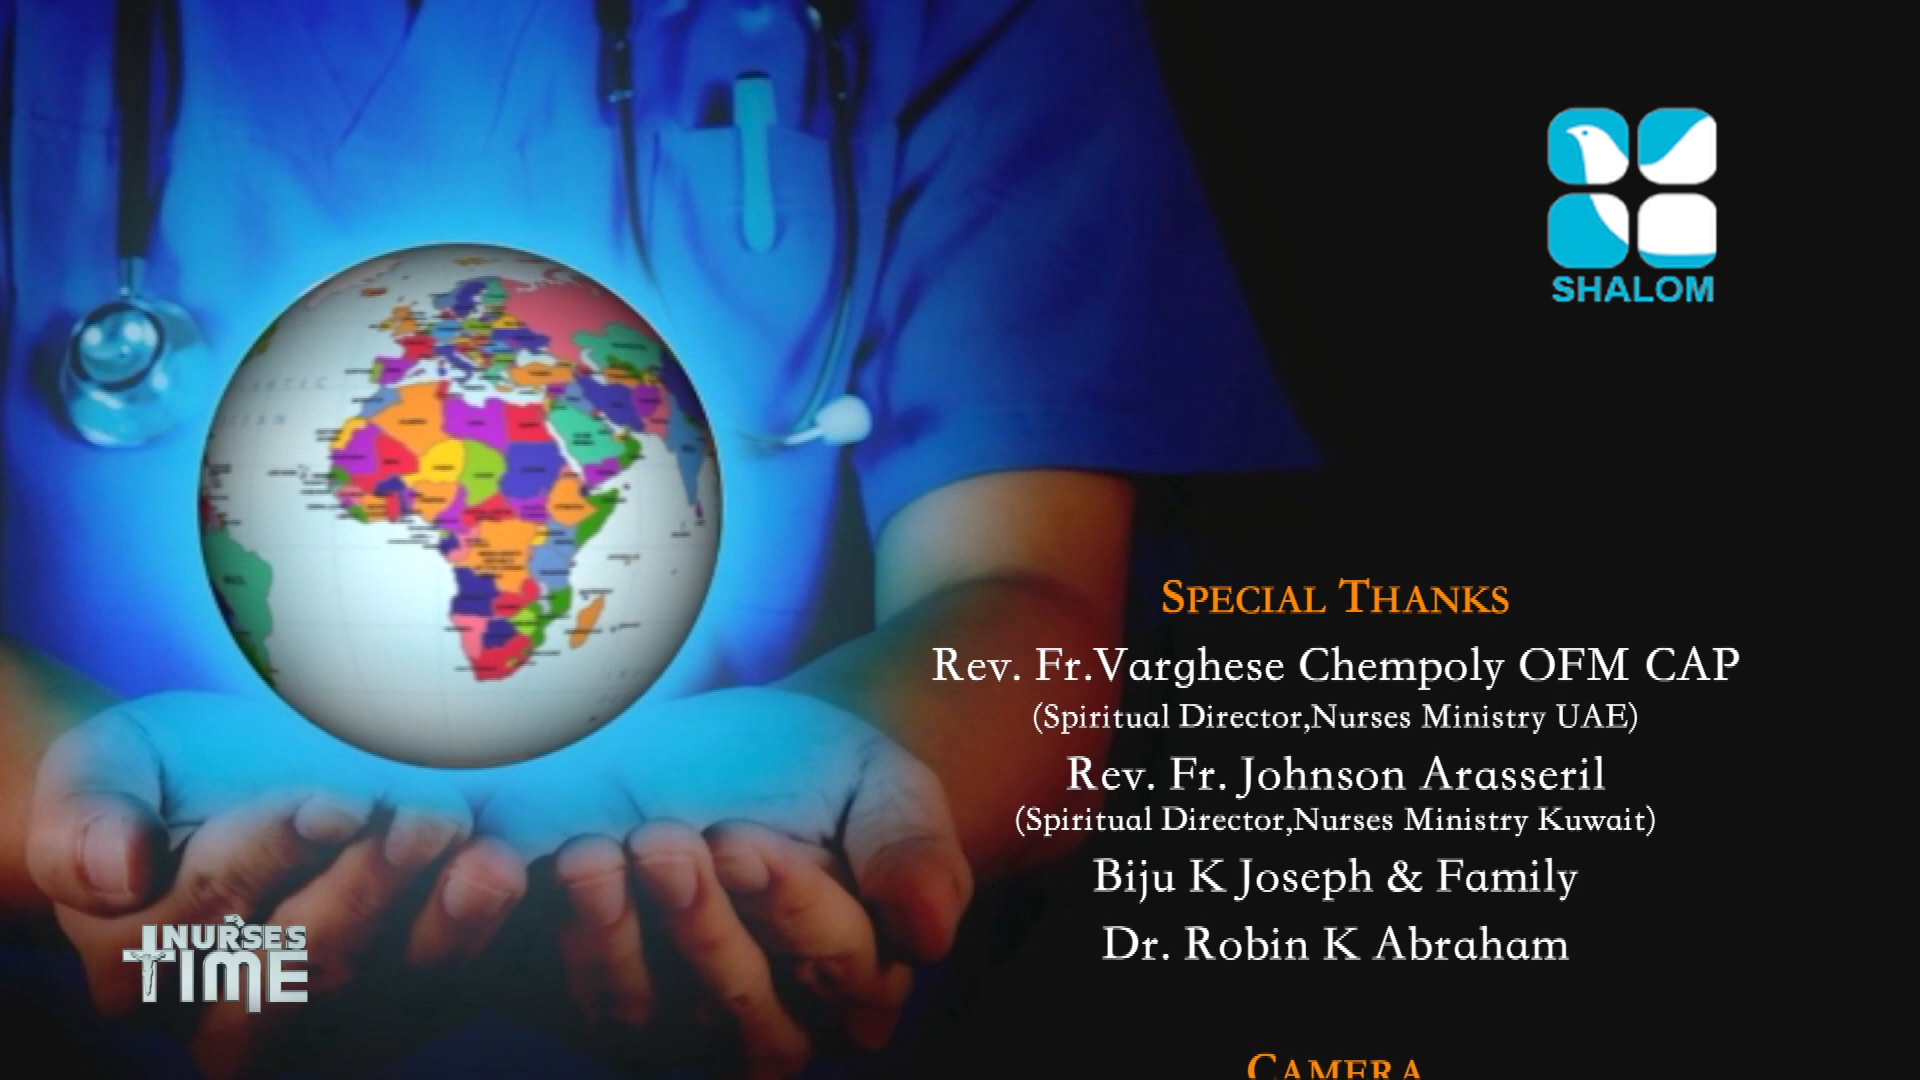 SHALOM
SPECIAL THANKS
Rev. Fr.Varghese Chempoly OFM CAP
(Spiritual Director,Nurses Ministry UAE)
Rev. Fr. Johnson Arasseril
(Spiritual Director,Nurses Ministry Kuwait)
Biju K Joseph & Family
Dr. Robin K Abraham
NURSES
TIME
CAMERA